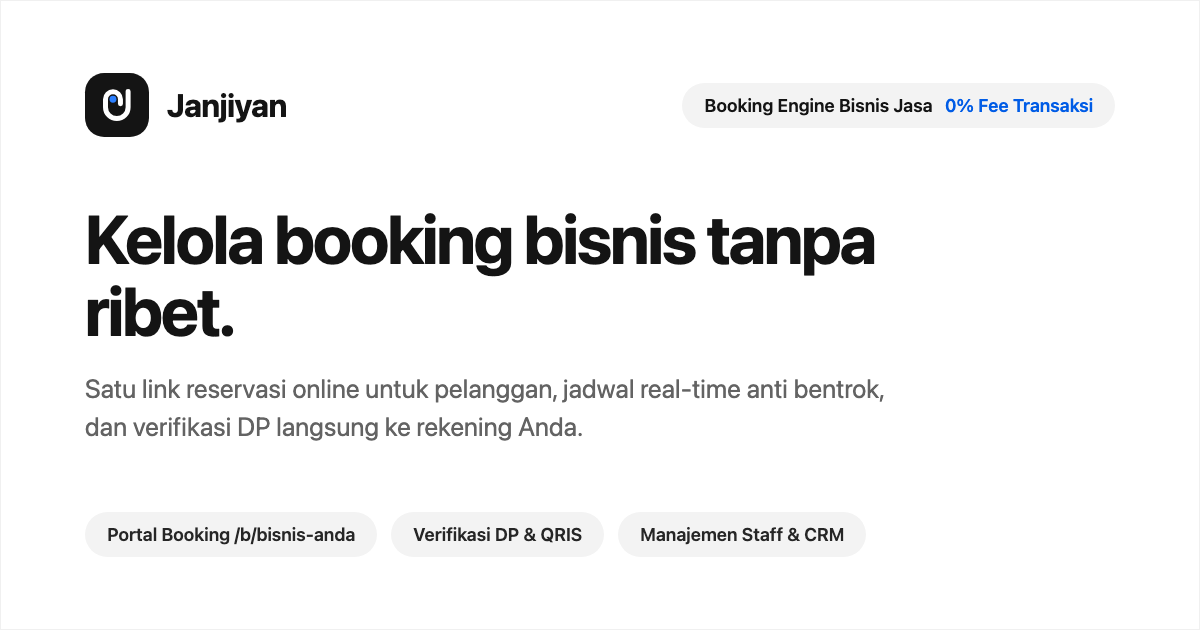 Janjiyan
Booking Engine Bisnis Jasa 0% Fee Transaksi
Kelola booking bisnis tanpa
ribet.
Satu link reservasi online untuk pelanggan, jadwal real-time anti bentrok,
dan verifikasi DP langsung ke rekening Anda.
Portal Booking /b/bisnis-anda
Verifikasi DP & QRIS
Manajemen Staff & CRM